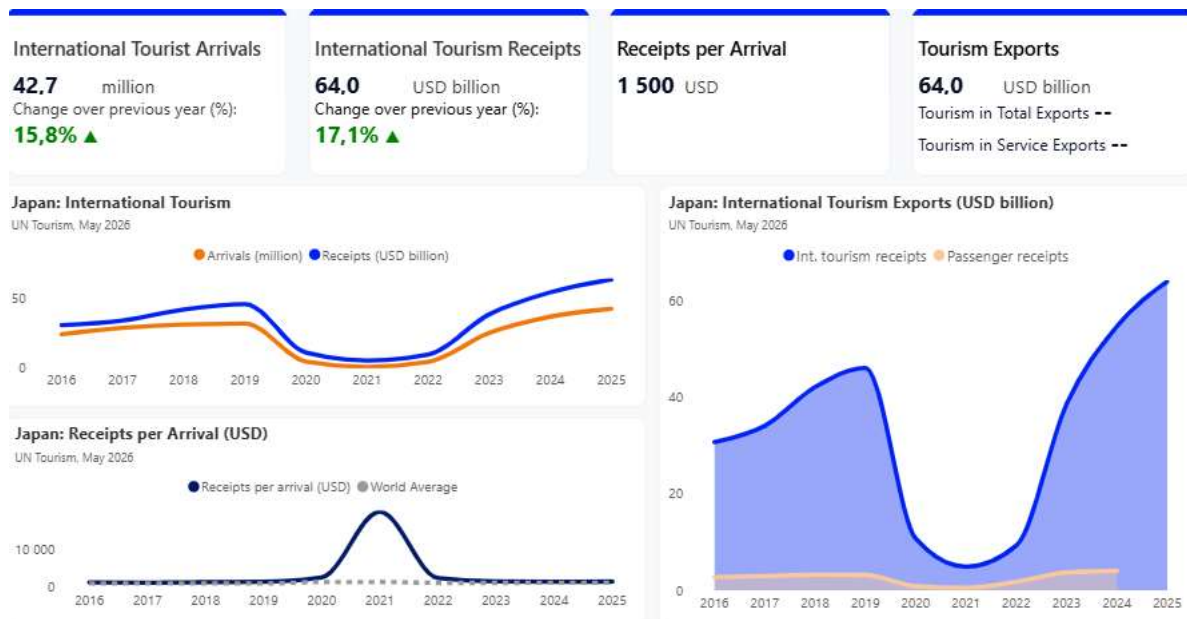 International Tourist Arrivals
42,7 million
Change over previous year (%):
15,8% ▲
International Tourism Receipts
64,0 USD billion
Change over previous year (%):
17,1% ▲
Receipts per Arrival
1 500 USD
Tourism Exports
64,0 USD billion
Tourism in Total Exports --
Tourism in Service Exports --
Japan: International Tourism
UN Tourism, May 2026
Arrivals (million) Receipts (USD billion)
50
0
2016 2017 2018 2019 2020 2021 2022 2023 2024 2025
Japan: Receipts per Arrival (USD)
UN Tourism, May 2026
Receipts per arrival (USD) World Average
10 000
0
2016 2017 2018 2019 2020 2021 2022 2023 2024 2025
Japan: International Tourism Exports (USD billion)
UN Tourism, May 2026
Int. tourism receipts Passenger receipts
60
40
20
0
2016 2017 2018 2019 2020 2021 2022 2023 2024 2025